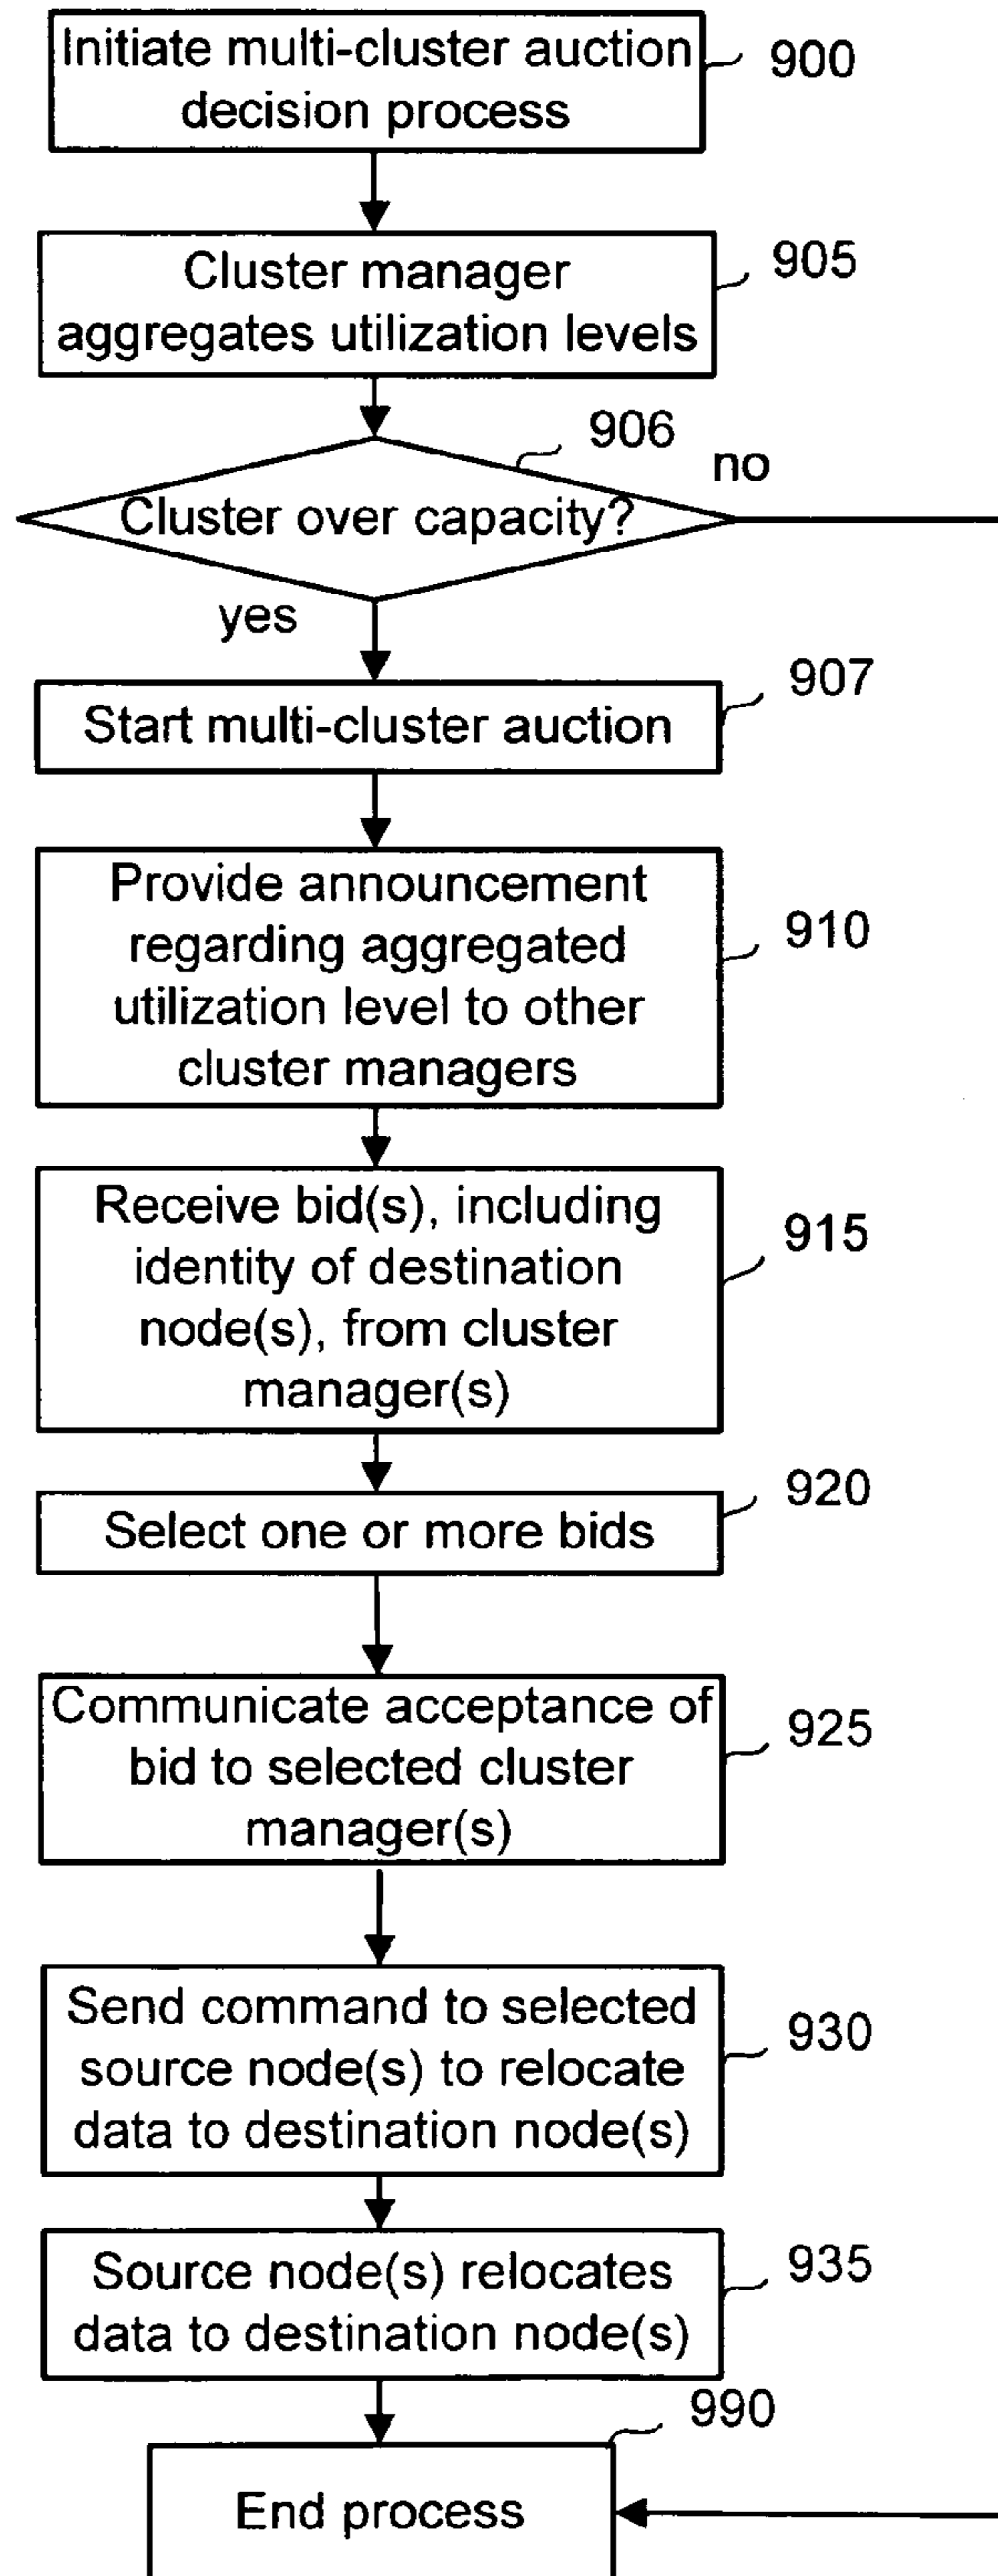 Initiate multi-cluster auction
decision process
900
Cluster manager
aggregates utilization levels
905
906
no
Cluster over capacity?
yes
907
Start multi-cluster auction
Provide announcement
regarding aggregated
utilization level to other
cluster managers
910
Receive bid(s), including
identity of destination
node(s), from cluster
manager(s)
915
920
Select one or more bids
Communicate acceptance of
bid to selected cluster
manager(s)
925
Send command to selected
source node(s) to relocate
data to destination node(s)
930
Source node(s) relocates
data to destination node(s)
935
990
End process